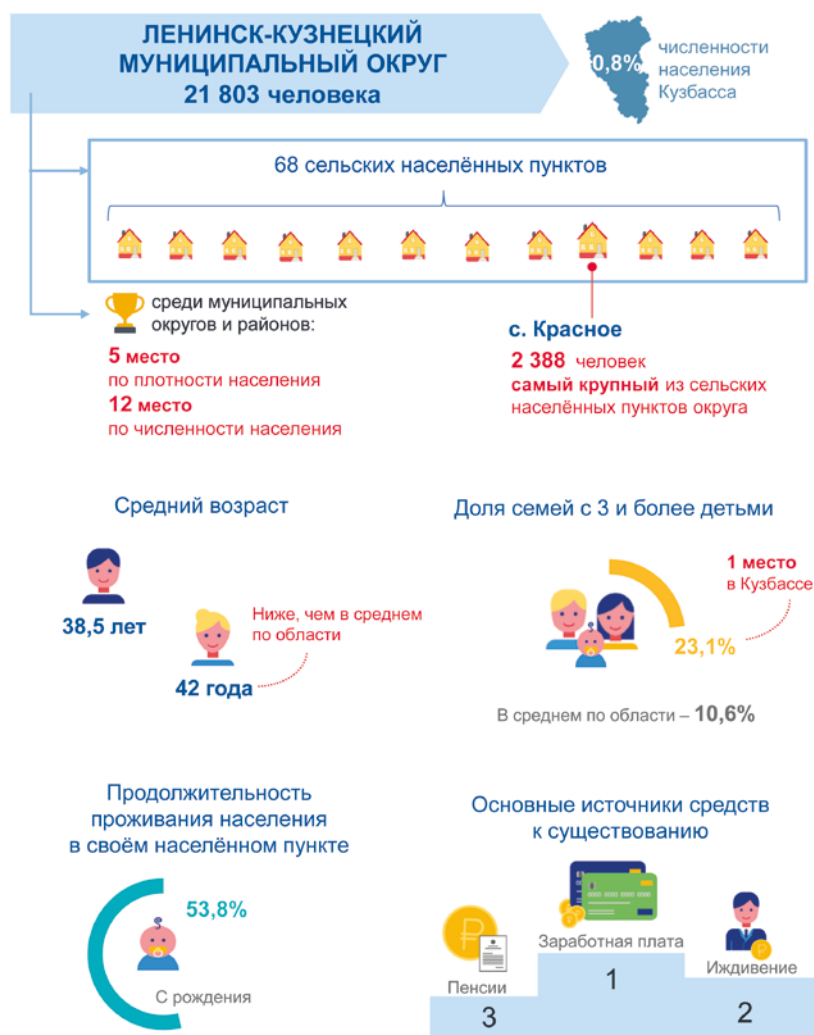 ЛЕНИНСК-КУЗНЕЦКИЙ
МУНИЦИПАЛЬНЫЙ ОКРУГ
21 803 человека
0,8%
численности
населения
Кузбасса
68 сельских населённых пунктов
среди муниципальных
округов и районов:
5 место
по плотности населения
12 место
по численности населения
с. Красное
2 388 человек
самый крупный из сельских
населённых пунктов округа
Средний возраст
38,5 лет
Ниже, чем в среднем
по области
42 года
Доля семей с 3 и более детьми
1 место
в Кузбассе
23,1%
В среднем по области – 10,6%
Продолжительность
проживания населения
в своём населённом пункте
53,8%
С рождения
Основные источники средств
к существованию
Заработная плата
1
Иждивение
2
Пенсии
3